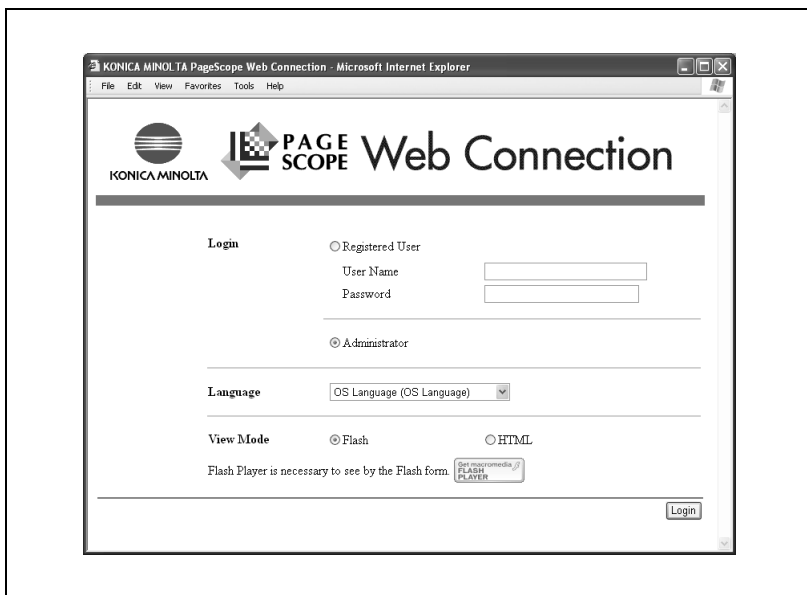 KONICA MINOLTA PageScope Web Connection - Microsoft Internet Explorer
File Edit View Favorites Tools Help
KONICA MINOLTA
PAGE SCOPE Web Connection
Login
Registered User
User Name
Password
Administrator
Language OS Language (OS Language)
View Mode Flash HTML
Flash Player is necessary to see by the Flash form. Get macromedia FLASH PLAYER
Login